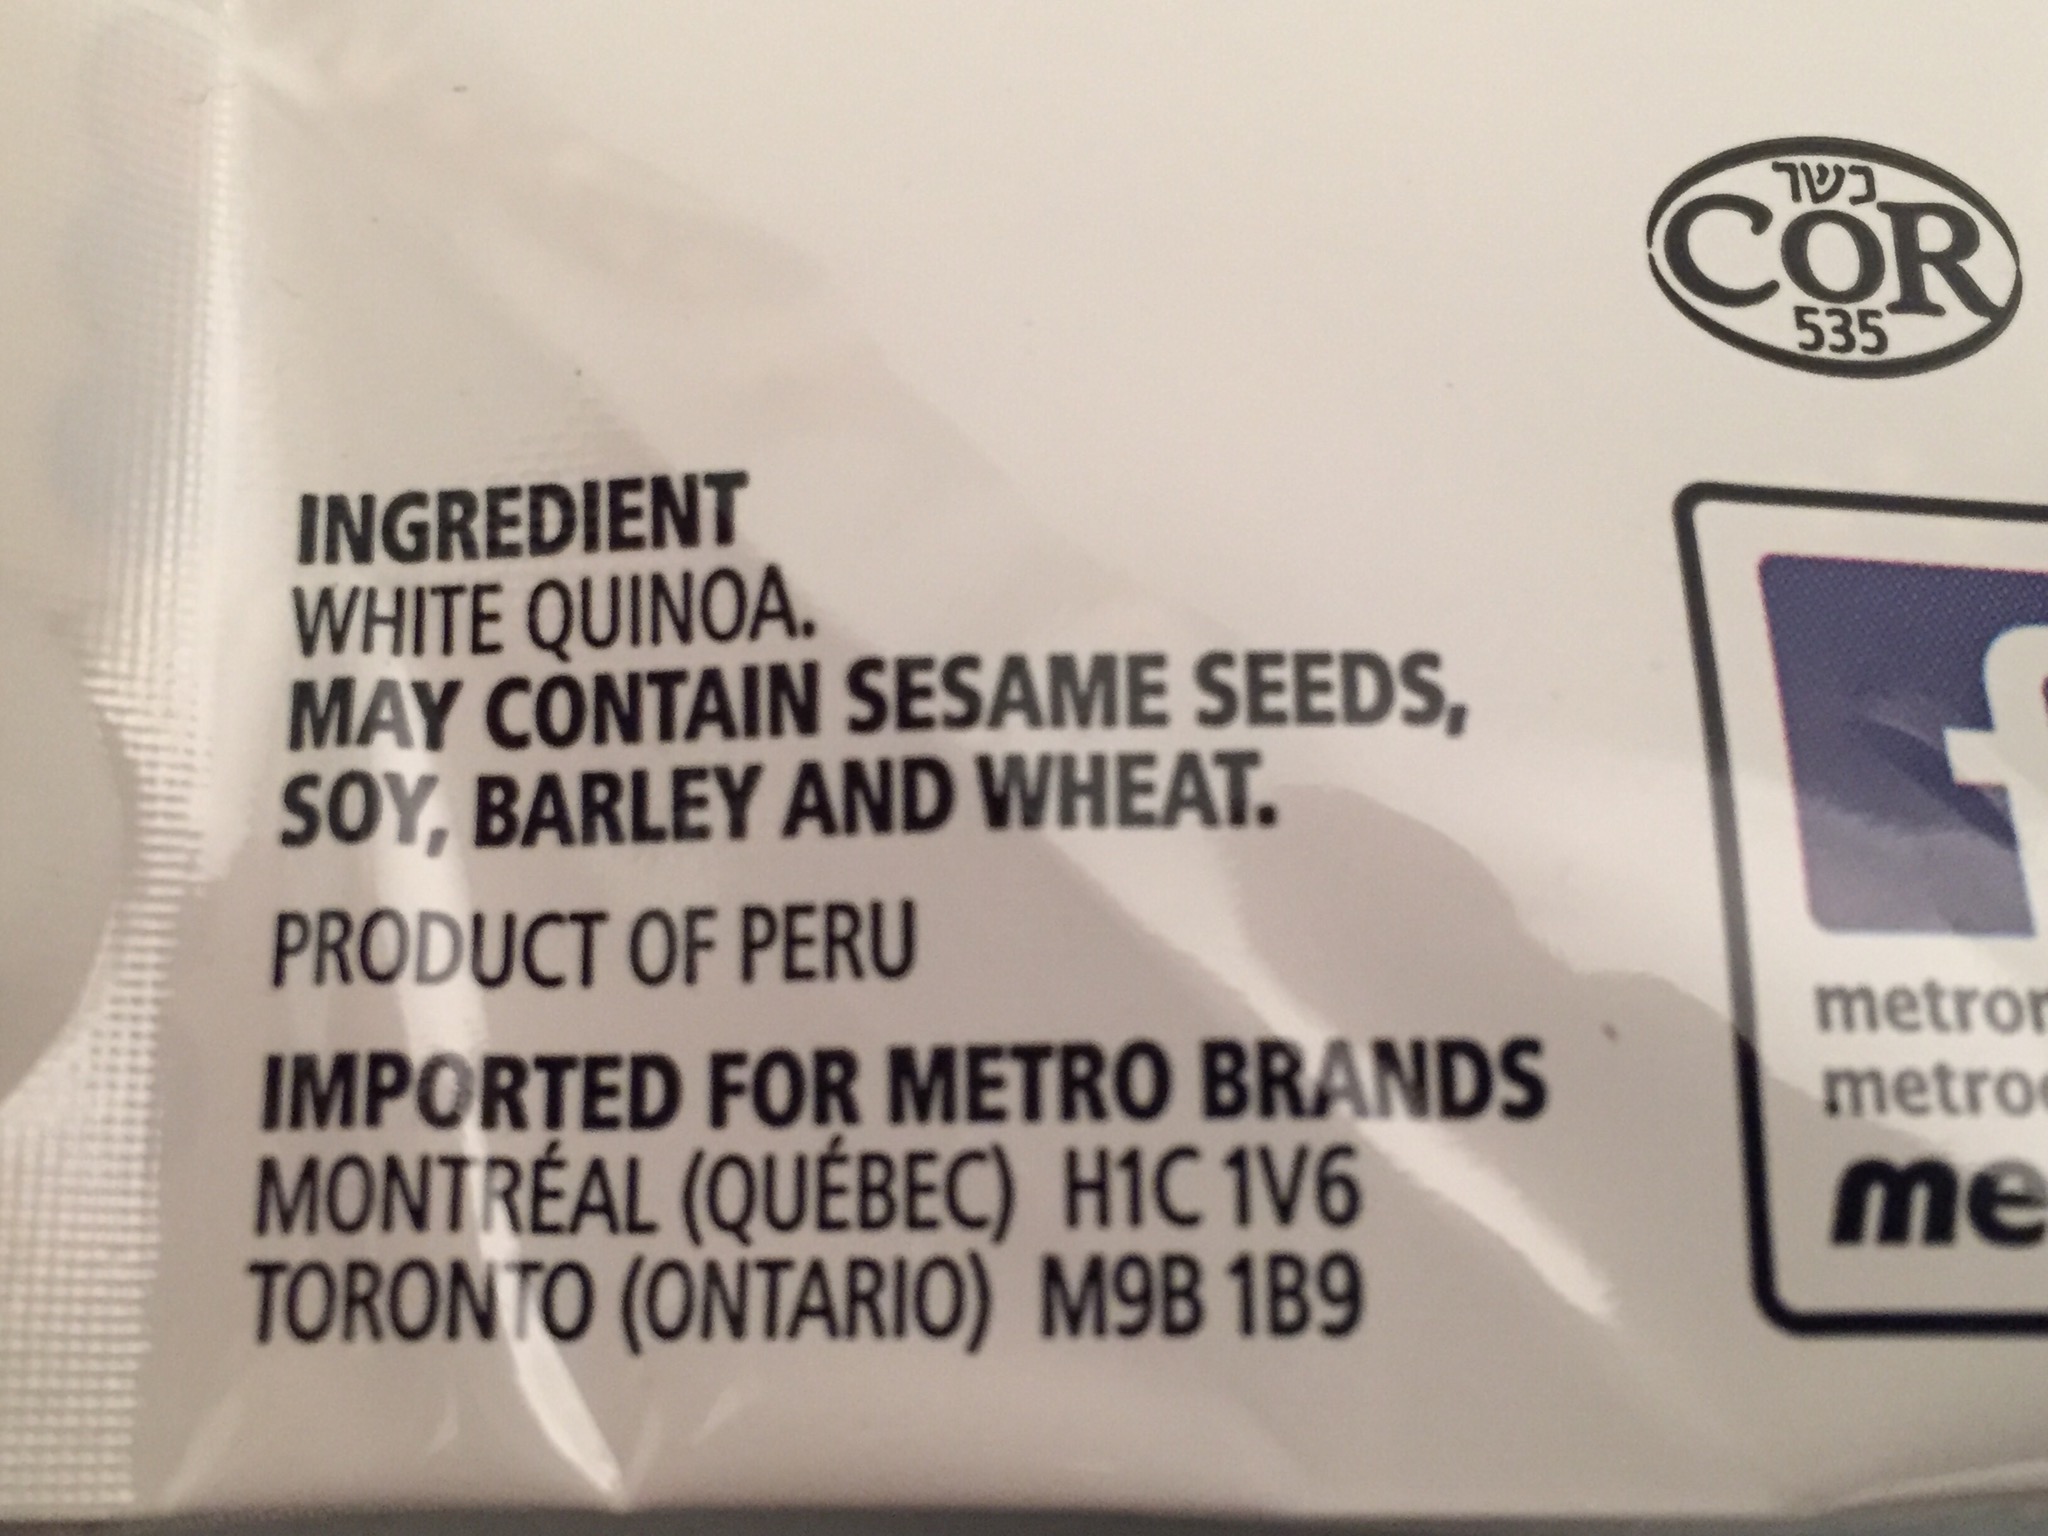 כשר
COR
535
INGREDIENT
WHITE QUINOA.
MAY CONTAIN SESAME SEEDS,
SOY, BARLEY AND WHEAT.
PRODUCT OF PERU
IMPORTED FOR METRO BRANDS
MONTRÉAL (QUÉBEC) H1C 1V6
TORONTO (ONTARIO) M9B 1B9
f